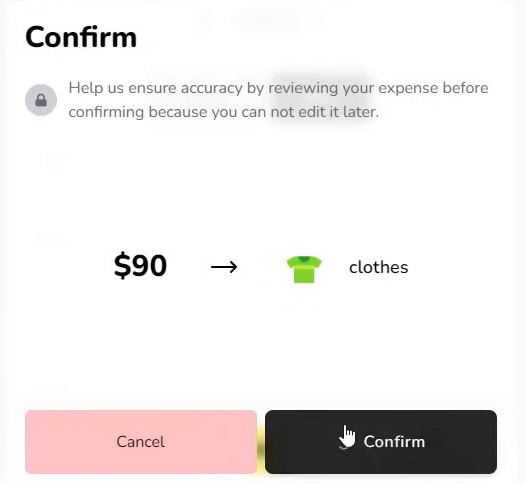 Confirm
Help us ensure accuracy by reviewing your expense before
confirming because you can not edit it later.
$90 → clothes
Cancel
Confirm